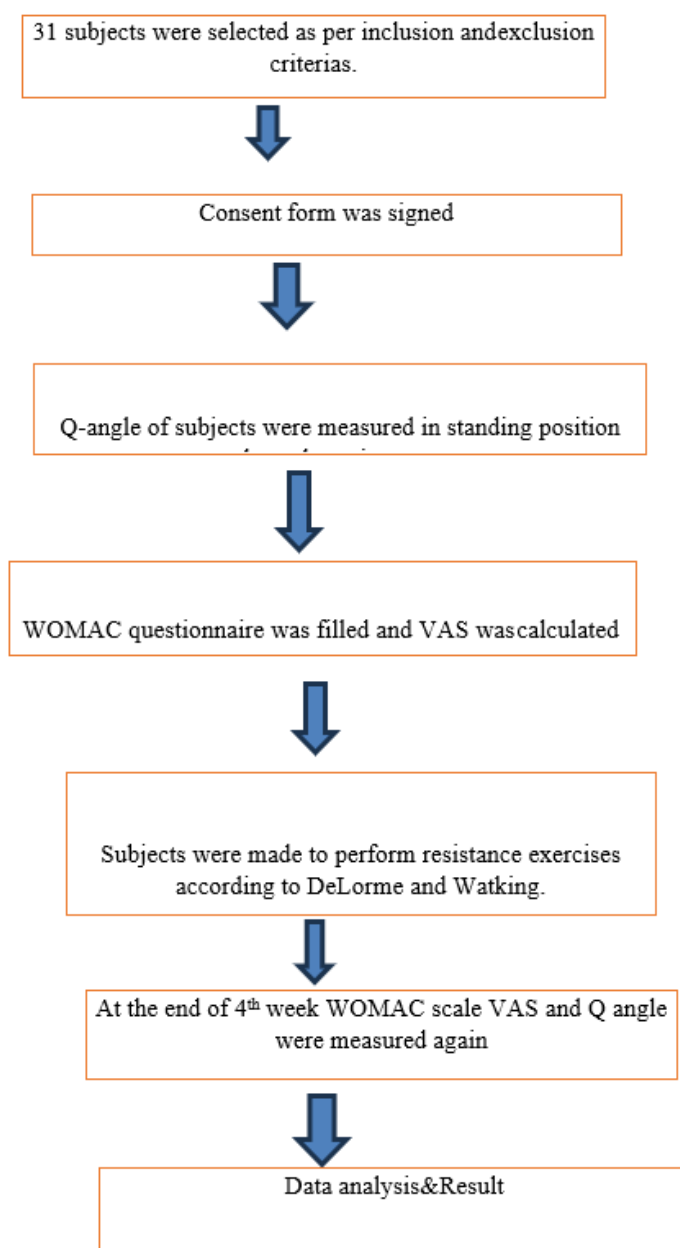 31 subjects were selected as per inclusion andexclusion
criterias.
Consent form was signed
Q-angle of subjects were measured in standing position
WOMAC questionnaire was filled and VAS wascalculated
Subjects were made to perform resistance exercises
according to DeLorme and Watking.
At the end of 4th week WOMAC scale VAS and Q angle
were measured again
Data analysis&Result